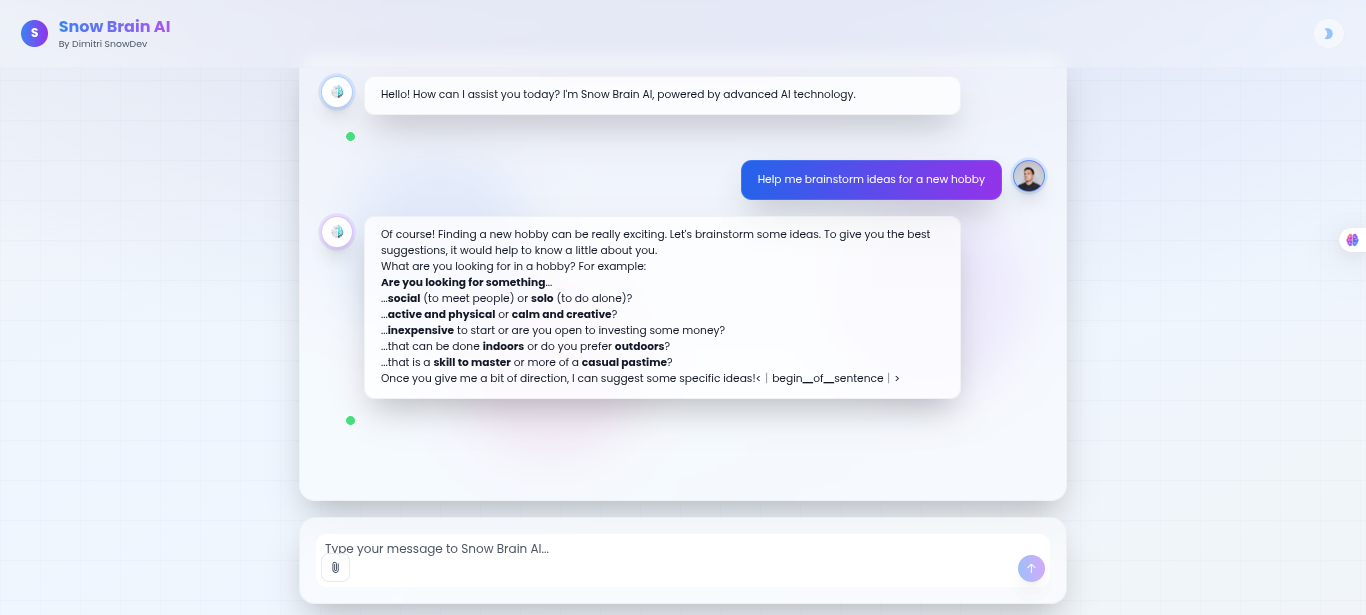 S
Snow Brain AI
By Dimitri SnowDev
Hello! How can I assist you today? I'm Snow Brain AI, powered by advanced AI technology.
Help me brainstorm ideas for a new hobby
Of course! Finding a new hobby can be really exciting. Let's brainstorm some ideas. To give you the best
suggestions, it would help to know a little about you.
What are you looking for in a hobby? For example:
Are you looking for something...
...social (to meet people) or solo (to do alone)?
...active and physical or calm and creative?
...inexpensive to start or are you open to investing some money?
...that can be done indoors or do you prefer outdoors?
...that is a skill to master or more of a casual pastime?
Once you give me a bit of direction, I can suggest some specific ideas!<｜begin▁of▁sentence｜>
Type your message to Snow Brain AI...